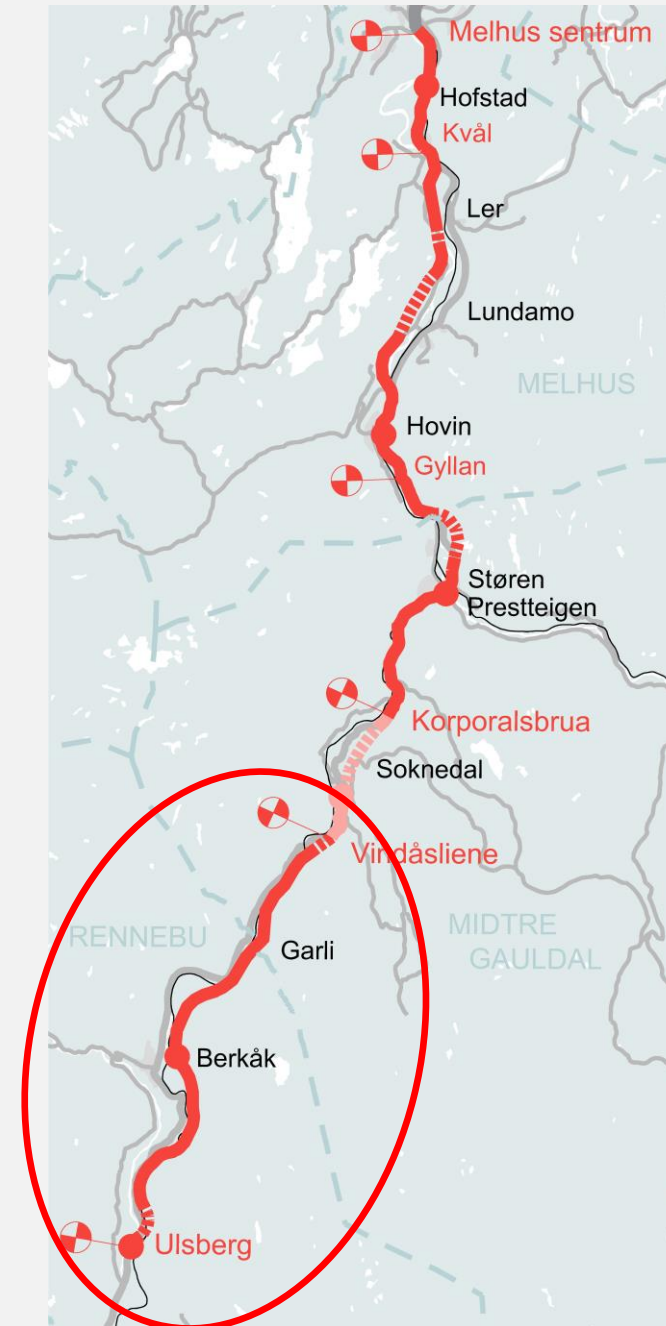 Melhus sentrum
Hofstad
Kvål
Ler
Lundamo
MELHUS
Hovin
Gyllan
Støren
Prestteigen
Korporalsbrua
Soknedal
Vindåsliene
RENNEBU
MIDTRE
GAULDAL
Garli
Berkåk
Ulsberg